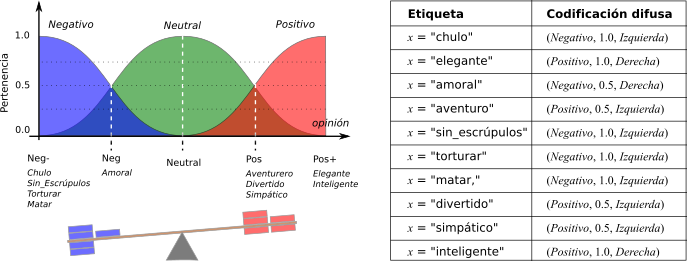 Negativo Neutral Positivo
1.0
0.5
0.0
Pertenencia
opinión
Neg- Neg Neutral Pos Pos+
Chulo Amoral Aventurero Elegante
Sin_Escrúpulos Divertido Inteligente
Torturar Simpático
Matar
Etiqueta Codificación difusa
x = "chulo" (Negativo, 1.0, Izquierda)
x = "elegante" (Positivo, 1.0, Derecha)
x = "amoral" (Negativo, 0.5, Derecha)
x = "aventuro" (Positivo, 0.5, Izquierda)
x = "sin_escrúpulos" (Negativo, 1.0, Izquierda)
x = "torturar" (Negativo, 1.0, Izquierda)
x = "matar," (Negativo, 1.0, Izquierda)
x = "divertido" (Positivo, 0.5, Izquierda)
x = "simpático" (Positivo, 0.5, Izquierda)
x = "inteligente" (Positivo, 1.0, Derecha)